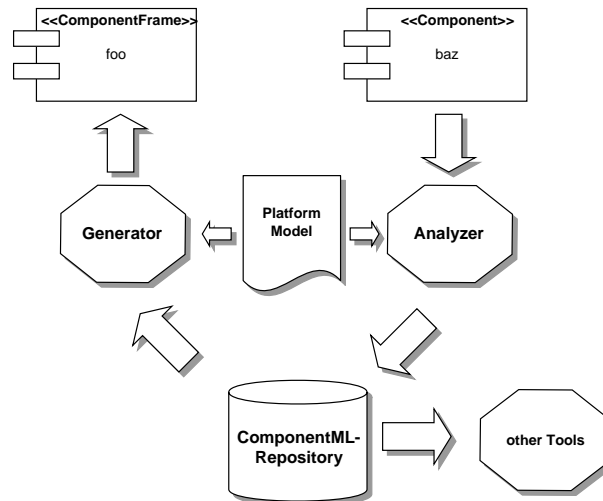 <<ComponentFrame>>
foo
<<Component>>
baz
Generator
Platform
Model
Analyzer
ComponentML-
Repository
other Tools